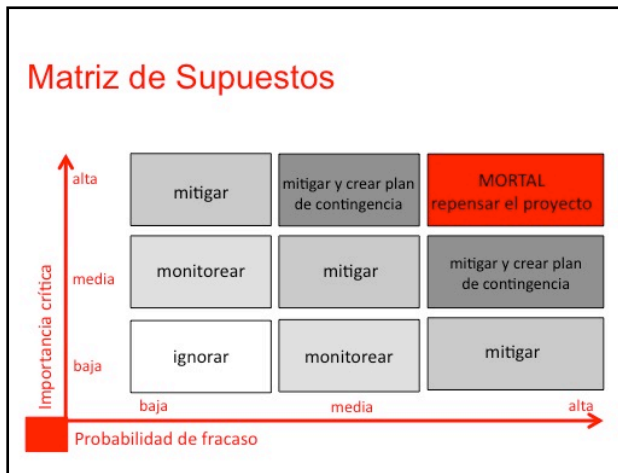 Matriz de Supuestos
Importancia crítica
alta
mitigar
mitigar y crear plan
de contingencia
MORTAL
repensar el proyecto
media
monitorear
mitigar
mitigar y crear plan
de contingencia
baja
ignorar
monitorear
mitigar
baja
media
alta
Probabilidad de fracaso